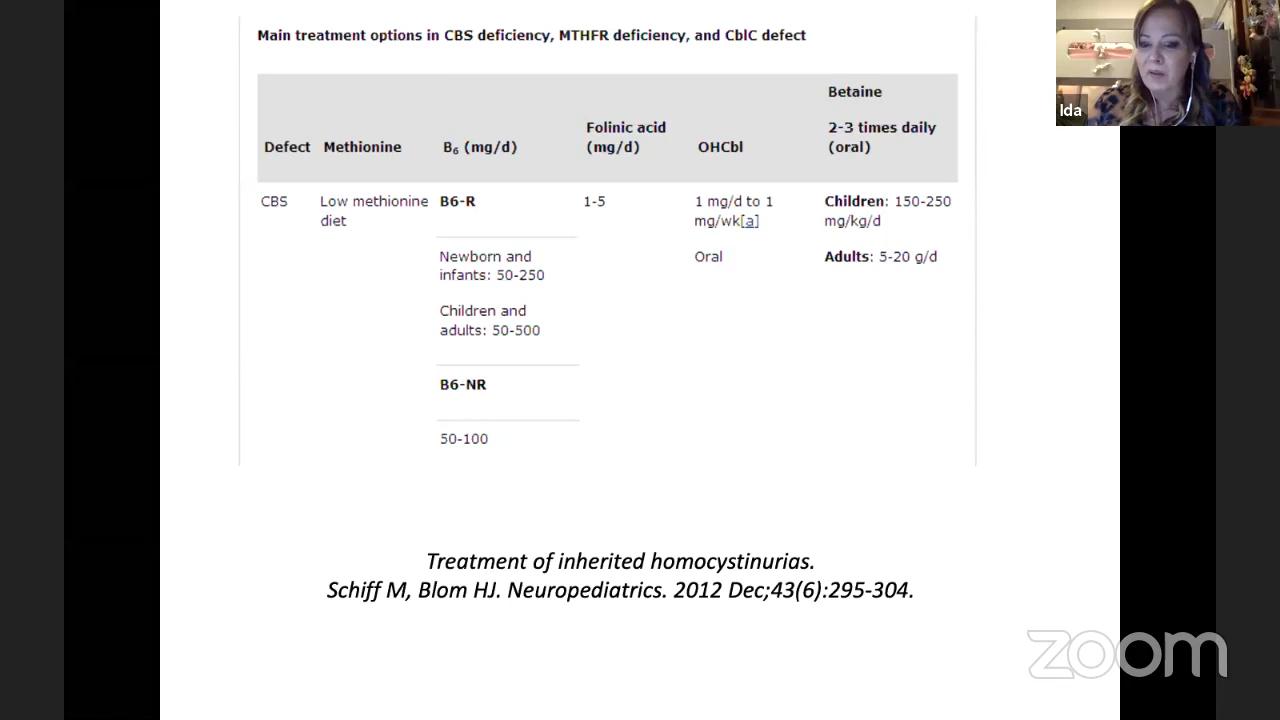 Main treatment options in CBS deficiency, MTHFR deficiency, and CblC defect
Betaine
Folinic acid
2-3 times daily
Defect Methionine B₆ (mg/d) (mg/d) OHCbl (oral)
CBS Low methionine B6-R 1-5 1 mg/d to 1 Children: 150-250
diet mg/wk[a] mg/kg/d
Newborn and Oral Adults: 5-20 g/d
infants: 50-250
Children and
adults: 50-500
B6-NR
50-100
Treatment of inherited homocystinurias.
Schiff M, Blom HJ. Neuropediatrics. 2012 Dec;43(6):295-304.
Ida
zoom